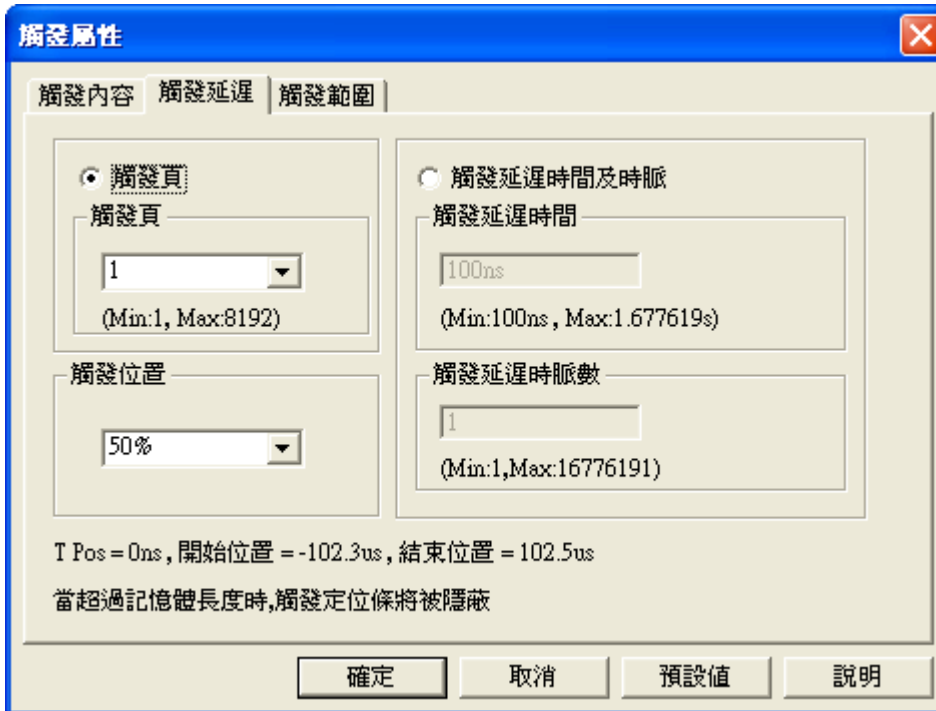 觸發屬性
觸發內容 觸發延遲 觸發範圍
觸發頁
觸發頁
1
(Min:1, Max:8192)
觸發位置
50%
觸發延遲時間及時脈
觸發延遲時間
100ns
(Min:100ns , Max:1.677619s)
觸發延遲時脈數
1
(Min:1,Max:16776191)
T Pos = 0ns , 開始位置 = -102.3us , 結束位置 = 102.5us
當超過記憶體長度時,觸發定位條將被隱蔽
確定 取消 預設值 說明